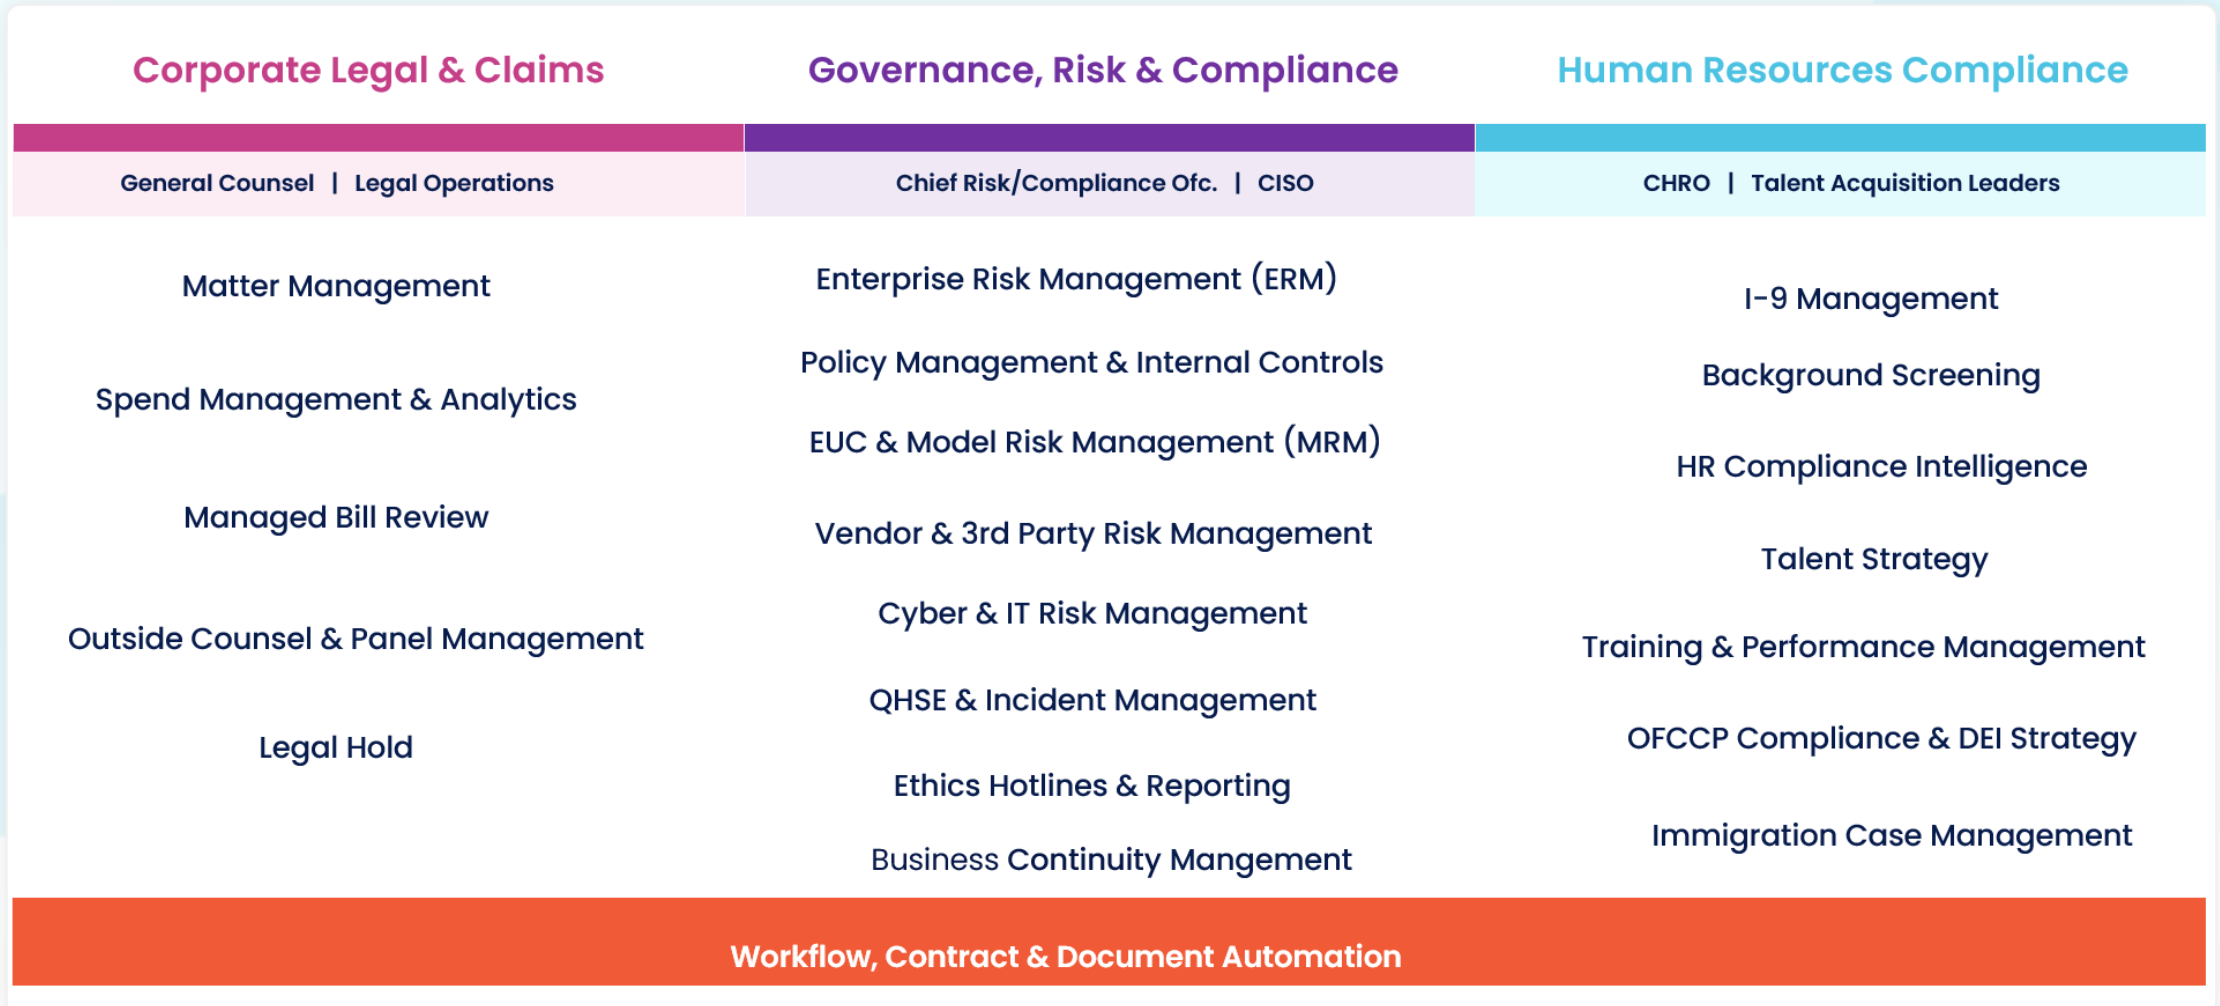 Corporate Legal & Claims
General Counsel | Legal Operations
Matter Management
Spend Management & Analytics
Managed Bill Review
Outside Counsel & Panel Management
Legal Hold
Governance, Risk & Compliance
Chief Risk/Compliance Ofc. | CISO
Enterprise Risk Management (ERM)
Policy Management & Internal Controls
EUC & Model Risk Management (MRM)
Vendor & 3rd Party Risk Management
Cyber & IT Risk Management
QHSE & Incident Management
Ethics Hotlines & Reporting
Business Continuity Mangement
Human Resources Compliance
CHRO | Talent Acquisition Leaders
I-9 Management
Background Screening
HR Compliance Intelligence
Talent Strategy
Training & Performance Management
OFCCP Compliance & DEI Strategy
Immigration Case Management
Workflow, Contract & Document Automation